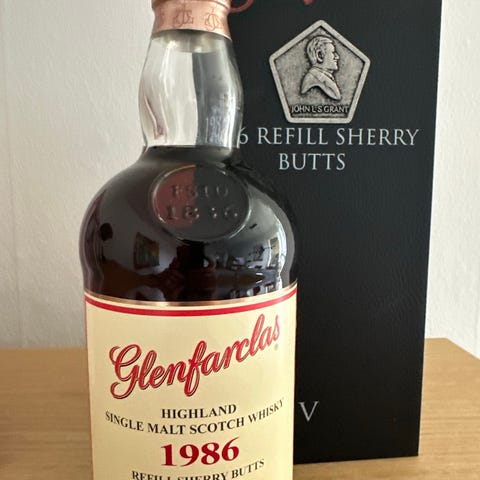 JOHN L S GRANT
6 REFILL SHERRY
BUTTS
ESTD
1836
Glenfarclas
HIGHLAND
SINGLE MALT SCOTCH WHISKY
1986
REFILL SHERRY BUTTS
V